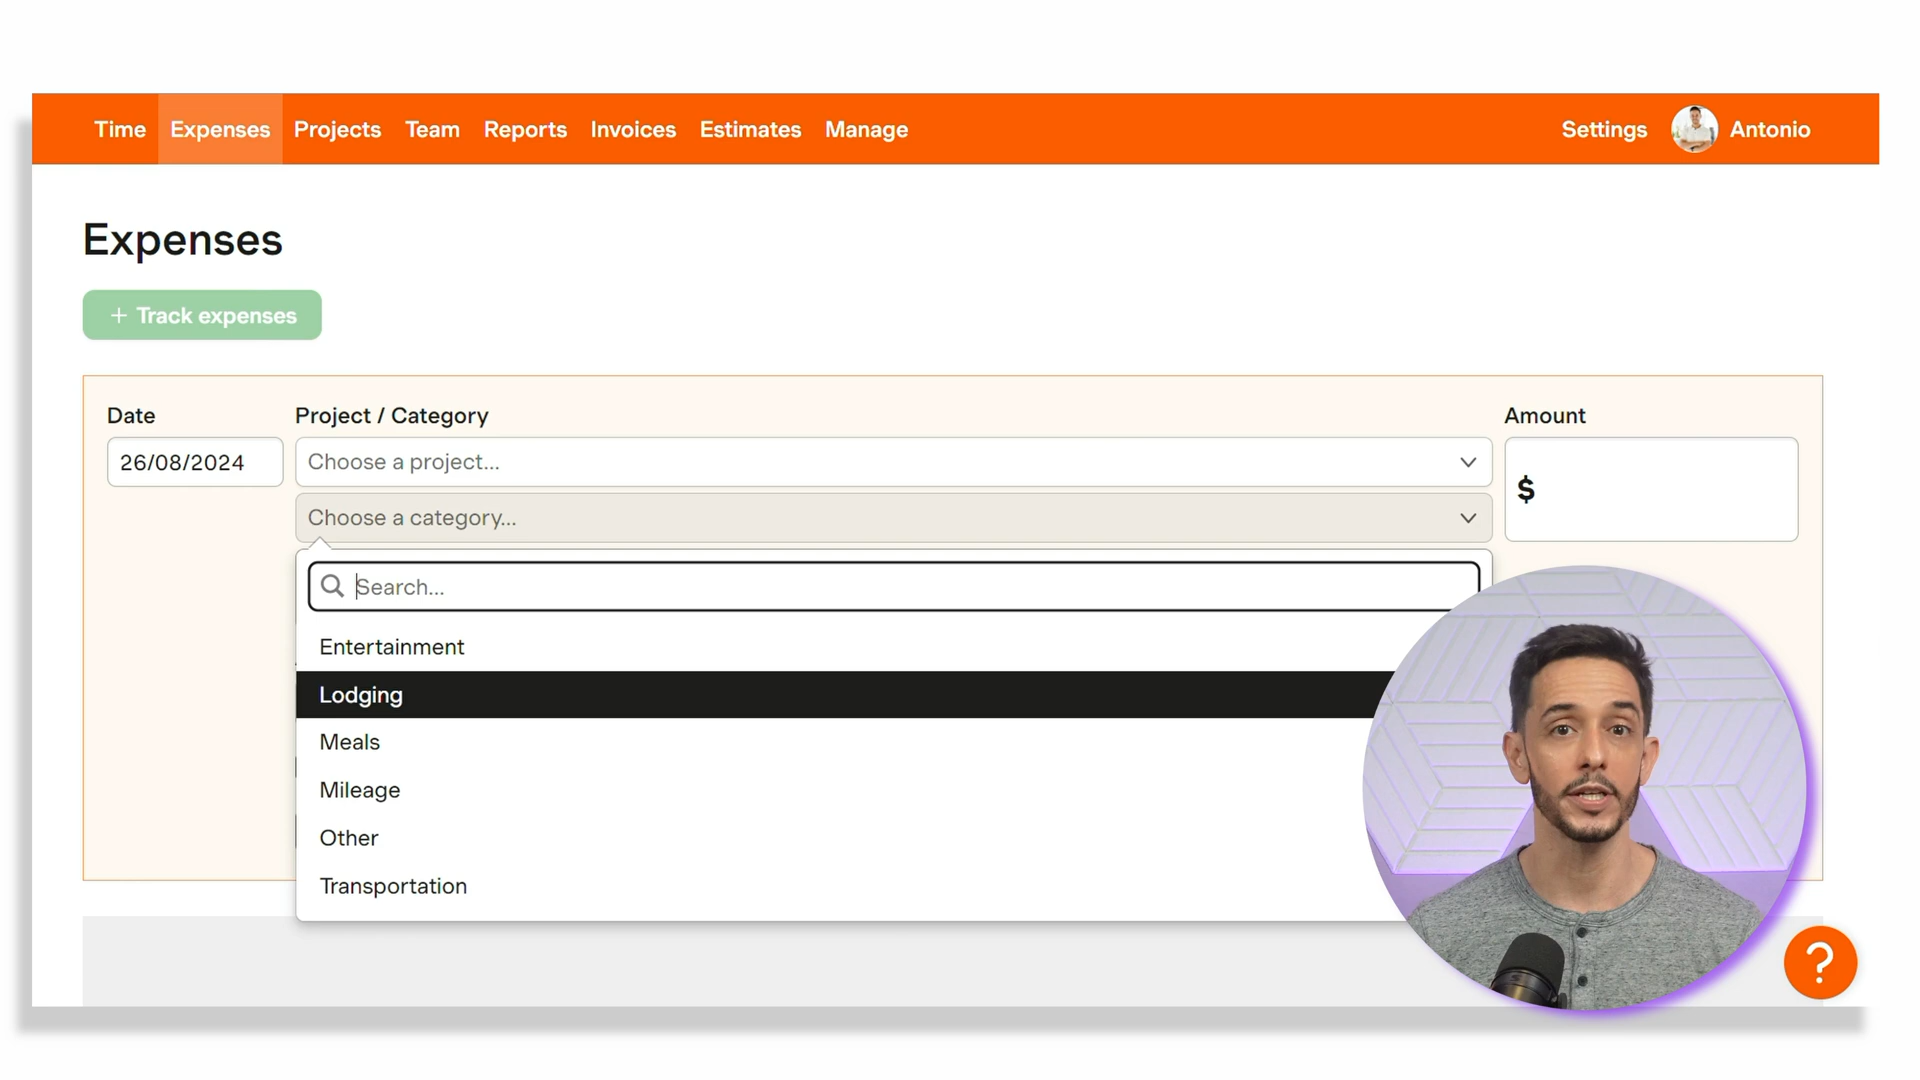 Time Expenses Projects Team Reports Invoices Estimates Manage Settings Antonio
Expenses
+ Track expenses
Date Project / Category Amount
26/08/2024 Choose a project...
$
Choose a category...
Search...
Entertainment
Lodging
Meals
Mileage
Other
Transportation
?